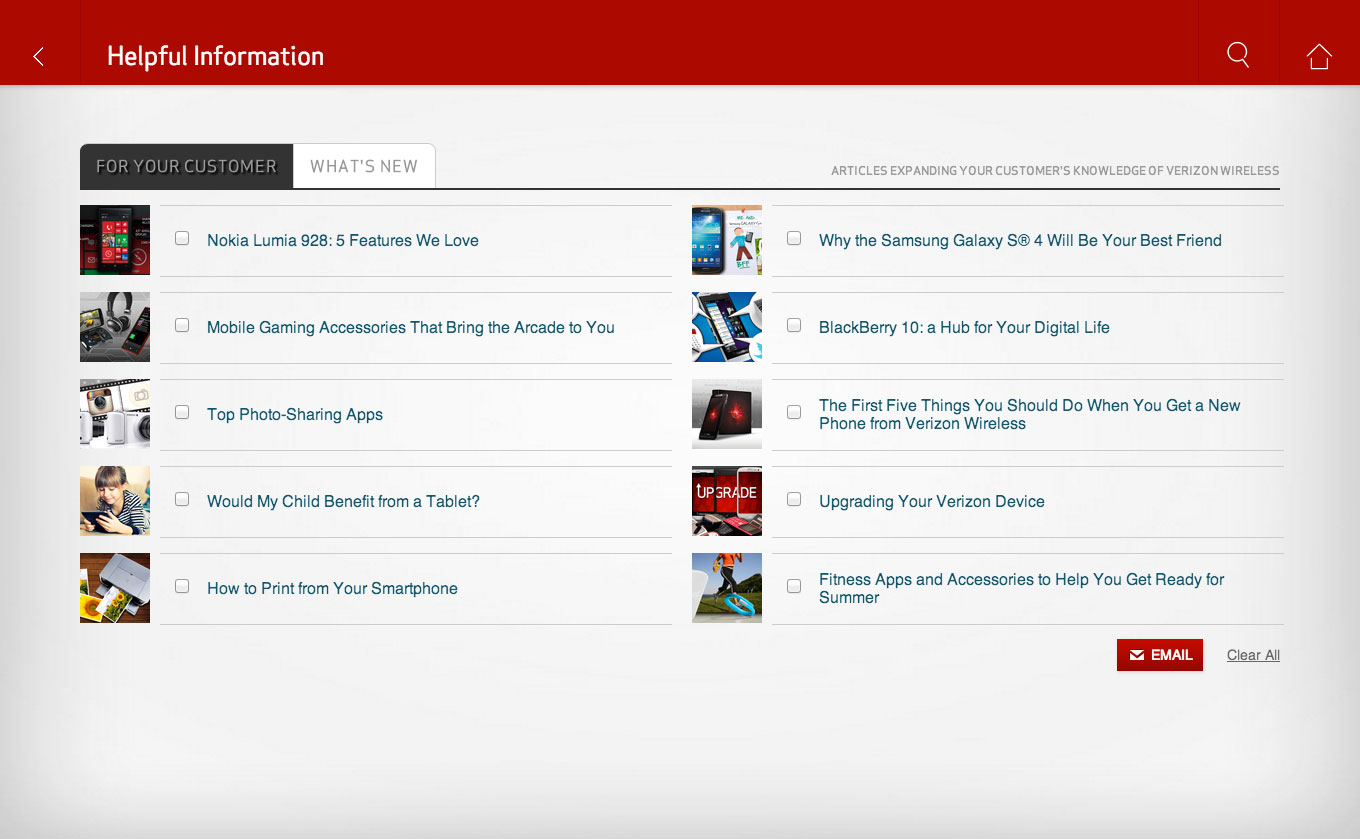 Helpful Information
FOR YOUR CUSTOMER
WHAT'S NEW
ARTICLES EXPANDING YOUR CUSTOMER'S KNOWLEDGE OF VERIZON WIRELESS
Nokia Lumia 928: 5 Features We Love
WE ARE
BFF
Why the Samsung Galaxy S® 4 Will Be Your Best Friend
Mobile Gaming Accessories That Bring the Arcade to You
BlackBerry 10: a Hub for Your Digital Life
Top Photo-Sharing Apps
The First Five Things You Should Do When You Get a New
Phone from Verizon Wireless
Would My Child Benefit from a Tablet?
UPGRADE
Upgrading Your Verizon Device
How to Print from Your Smartphone
Fitness Apps and Accessories to Help You Get Ready for
Summer
EMAIL
Clear All